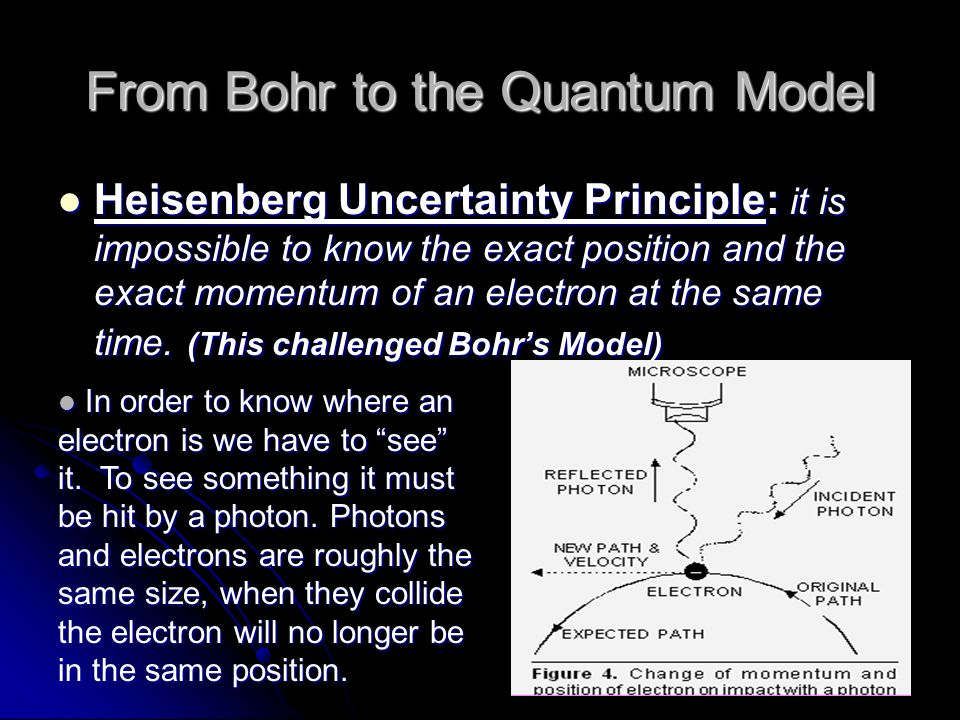 From Bohr to the Quantum Model
● Heisenberg Uncertainty Principle: it is
impossible to know the exact position and the
exact momentum of an electron at the same
time. (This challenged Bohr’s Model)
● In order to know where an
electron is we have to “see”
it. To see something it must
be hit by a photon. Photons
and electrons are roughly the
same size, when they collide
the electron will no longer be
in the same position.
MICROSCOPE
REFLECTED
PHOTON
INCIDENT
PHOTON
NEW PATH &
VELOCITY
ELECTRON
ORIGINAL
PATH
EXPECTED PATH
Figure 4. Change of momentum and
position of electron on impact with a photon